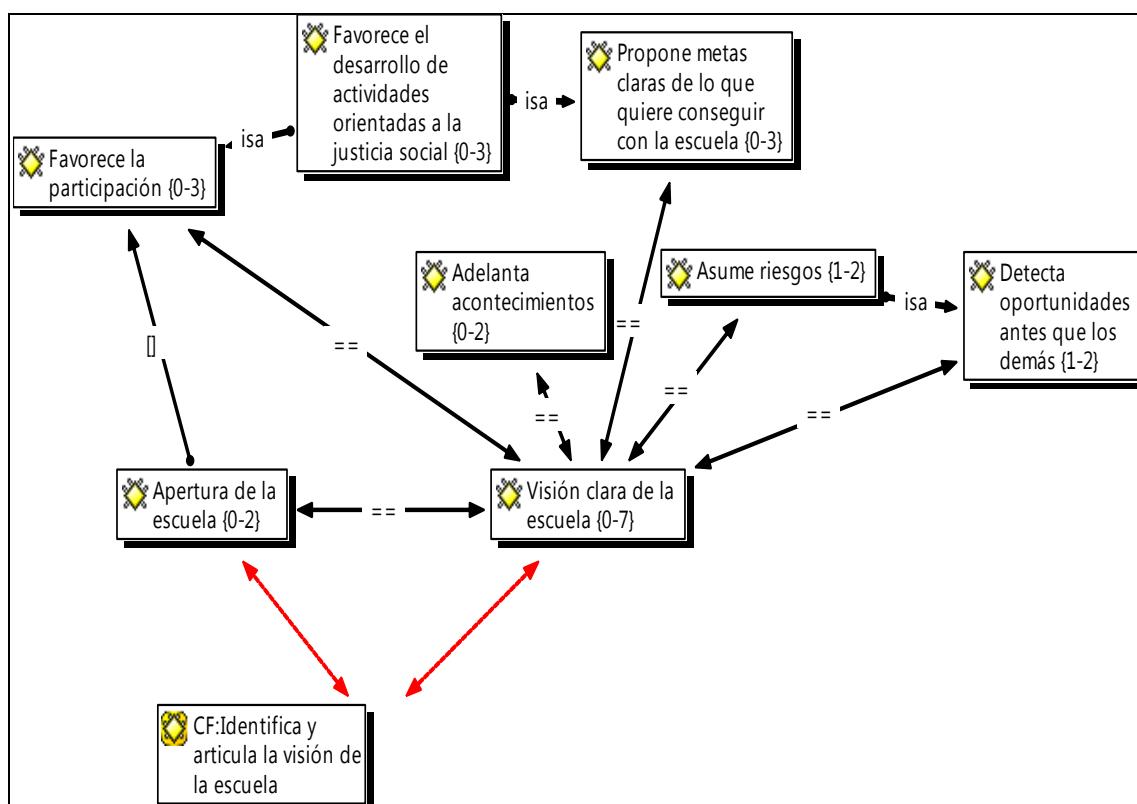 Favorece el
desarrollo de
actividades
orientadas a la
justicia social {0-3}
isa
Propone metas
claras de lo que
quiere conseguir
con la escuela {0-3}
isa
Favorece la
participación {0-3}
Adelanta
acontecimientos
{0-2}
Asume riesgos {1-2}
isa
Detecta
oportunidades
antes que los
demás {1-2}
[]
==
==
==
==
==
Apertura de la
escuela {0-2}
==
Visión clara de la
escuela {0-7}
CF:Identifica y
articula la visión de
la escuela